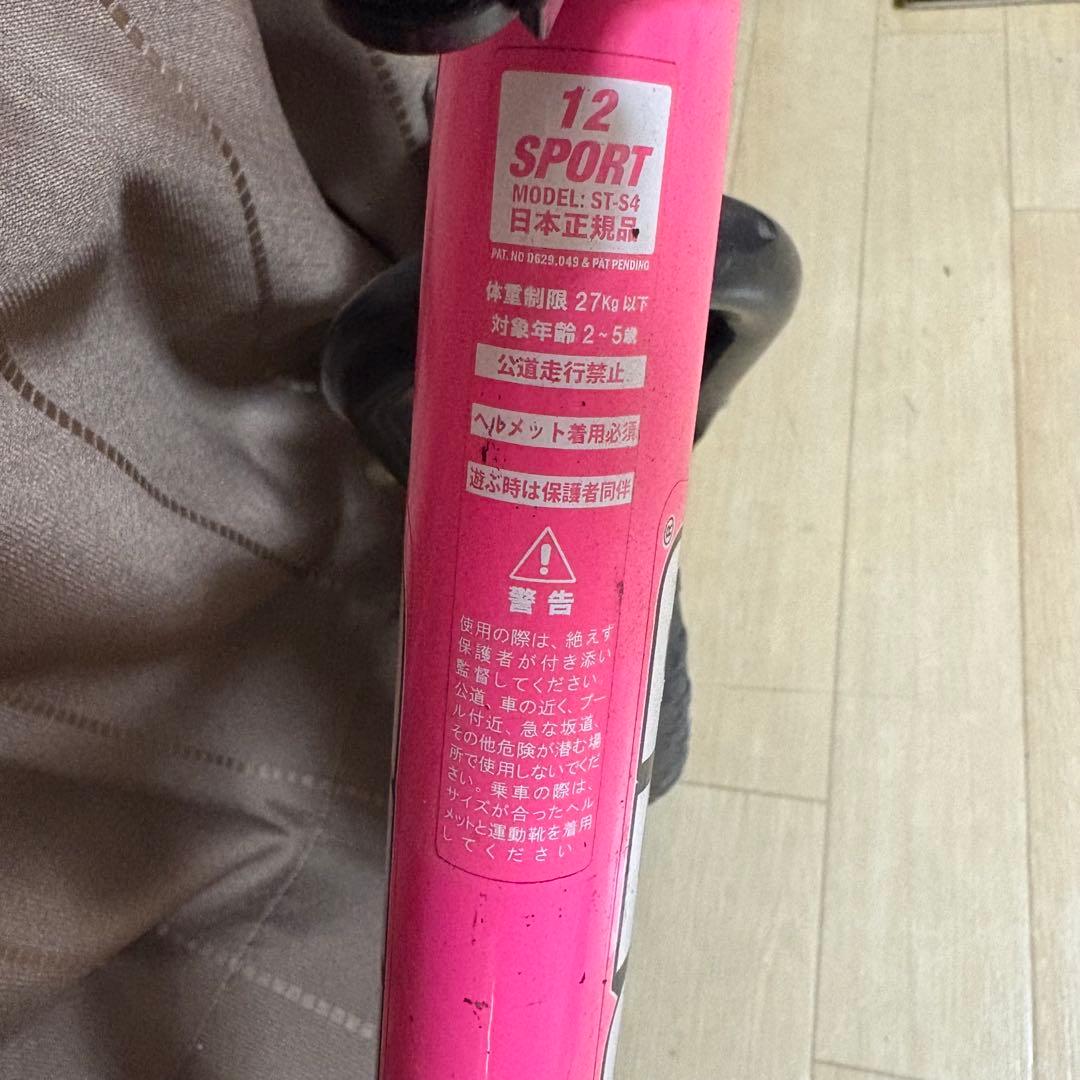 12
SPORT
MODEL: ST-S4
日本正規品
PAT. NO D629,049 & PAT PENDING
体重制限 27Kg 以下
対象年齢 2~5歳
公道走行禁止
ヘルメット着用必須
遊ぶ時は保護者同伴
警告
使用の際は、絶えず
保護者が付き添い
監督してください。
公道、車の近く、プー
ル付近、急な坂道、
その他危険が潜む場
所で使用しないでくだ
さい。乗車の際は、
サイズが合ったヘル
メットと運動靴を着用
してください
®